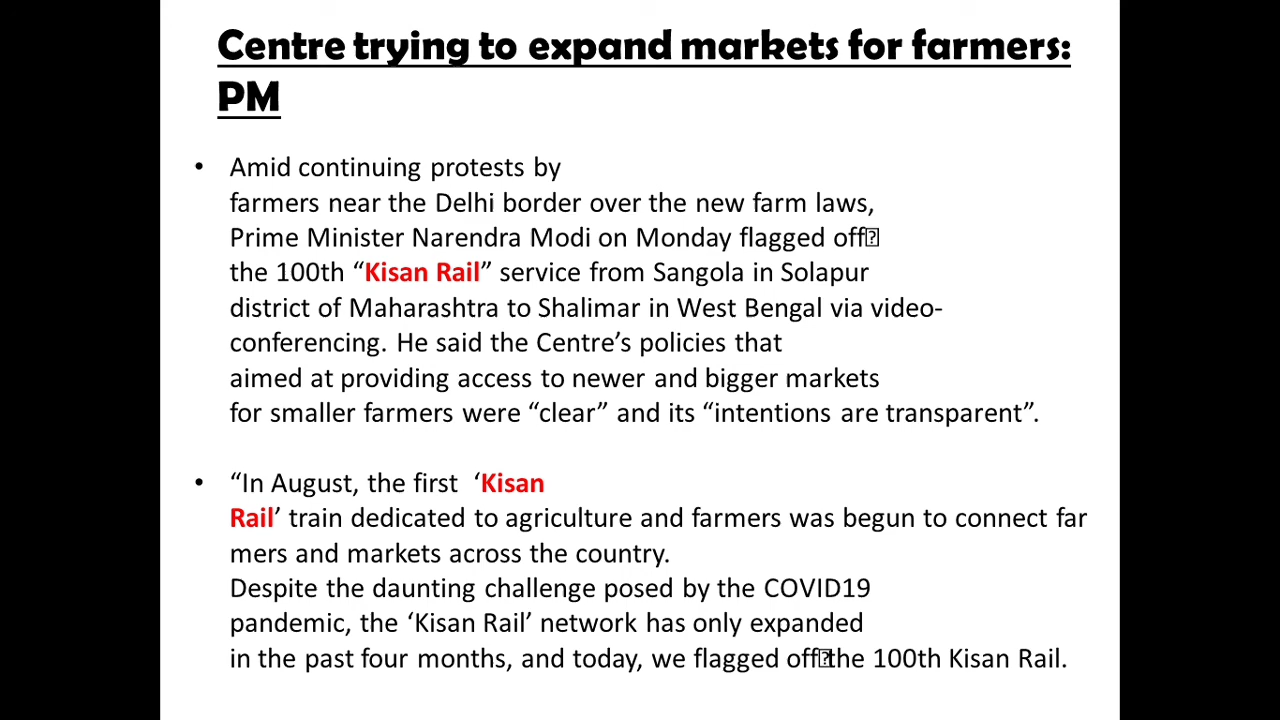 Centre trying to expand markets for farmers:
PM
• Amid continuing protests by
farmers near the Delhi border over the new farm laws,
Prime Minister Narendra Modi on Monday flagged off
the 100th “Kisan Rail” service from Sangola in Solapur
district of Maharashtra to Shalimar in West Bengal via video-
conferencing. He said the Centre’s policies that
aimed at providing access to newer and bigger markets
for smaller farmers were “clear” and its “intentions are transparent”.
• “In August, the first ‘Kisan
Rail’ train dedicated to agriculture and farmers was begun to connect far
mers and markets across the country.
Despite the daunting challenge posed by the COVID19
pandemic, the ‘Kisan Rail’ network has only expanded
in the past four months, and today, we flagged off the 100th Kisan Rail.